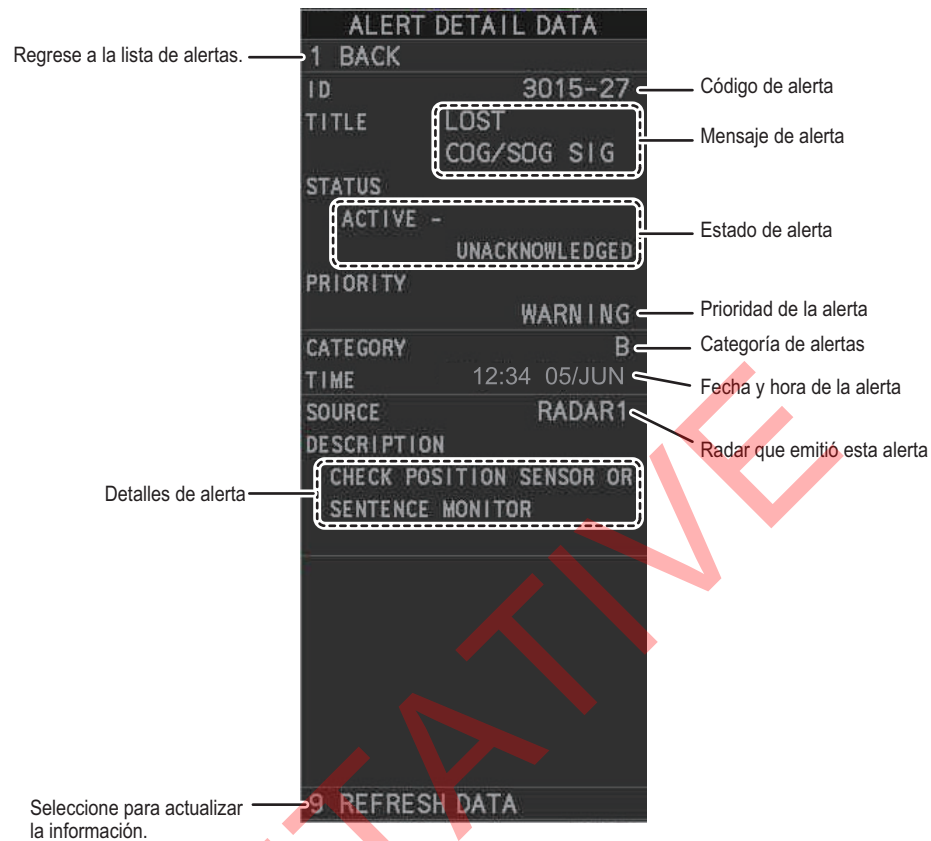 ALERT DETAIL DATA
Regrese a la lista de alertas.
1 BACK
ID 3015-27
Código de alerta
TITLE LOST
COG/SOG SIG
Mensaje de alerta
STATUS
ACTIVE -
UNACKNOWLEDGED
Estado de alerta
PRIORITY
WARNING
Prioridad de la alerta
CATEGORY B
Categoría de alertas
TIME 12:34 05/JUN
Fecha y hora de la alerta
SOURCE RADAR1
Radar que emitió esta alerta
DESCRIPTION
CHECK POSITION SENSOR OR
SENTENCE MONITOR
Detalles de alerta
9 REFRESH DATA
Seleccione para actualizar
la información.
TATIVE